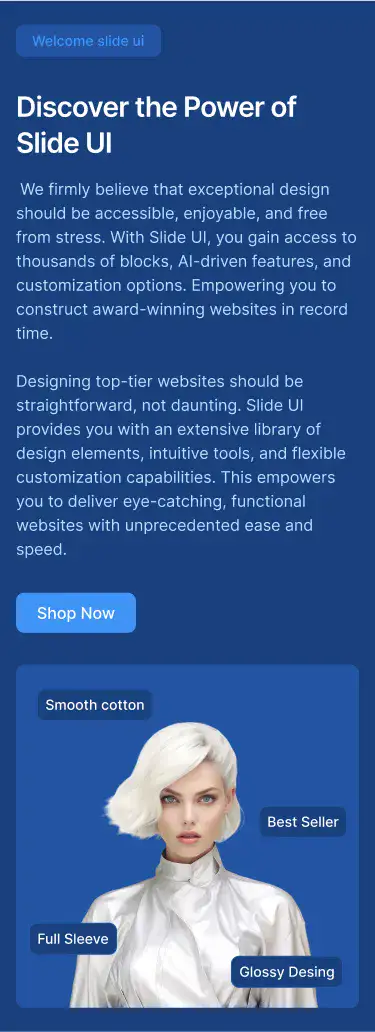 Welcome slide ui
Discover the Power of
Slide UI
We firmly believe that exceptional design
should be accessible, enjoyable, and free
from stress. With Slide UI, you gain access to
thousands of blocks, AI-driven features, and
customization options. Empowering you to
construct award-winning websites in record
time.
Designing top-tier websites should be
straightforward, not daunting. Slide UI
provides you with an extensive library of
design elements, intuitive tools, and flexible
customization capabilities. This empowers
you to deliver eye-catching, functional
websites with unprecedented ease and
speed.
Shop Now
Smooth cotton
Best Seller
Full Sleeve
Glossy Desing